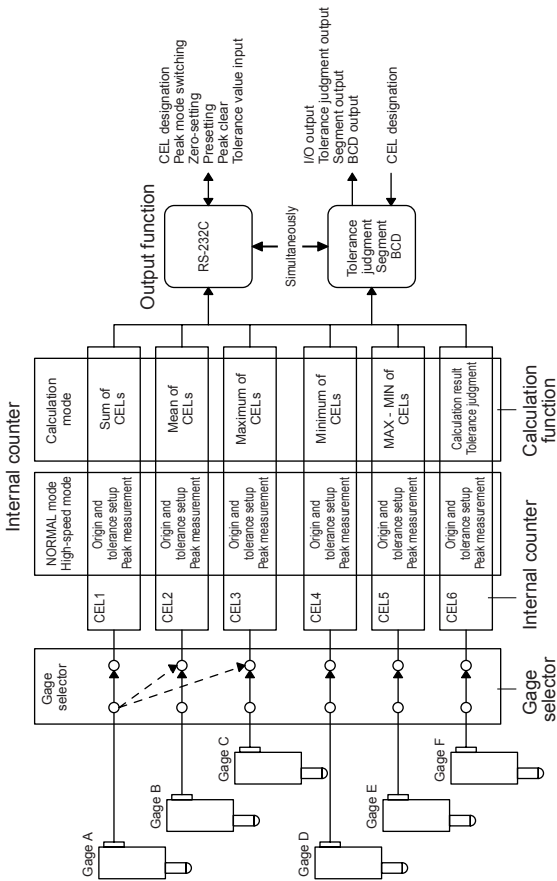 Internal counter
Gage A
Gage B
Gage C
Gage D
Gage E
Gage F
Gage
selector
Gage
selector
CEL1
CEL2
CEL3
CEL4
CEL5
CEL6
Internal counter
NORMAL mode
High-speed mode
Origin and
tolerance setup
Peak measurement
Origin and
tolerance setup
Peak measurement
Origin and
tolerance setup
Peak measurement
Origin and
tolerance setup
Peak measurement
Origin and
tolerance setup
Peak measurement
Origin and
tolerance setup
Peak measurement
Calculation
mode
Sum of
CELs
Mean of
CELs
Maximum of
CELs
Minimum of
CELs
MAX - MIN of
CELs
Calculation result
Tolerance judgment
Calculation
function
Output function
RS-232C
Simultaneously
Tolerance
judgment
Segment
BCD
CEL designation
Peak mode switching
Zero-setting
Presetting
Peak clear
Tolerance value input
I/O output
Tolerance judgment output
Segment output
BCD output
CEL designation